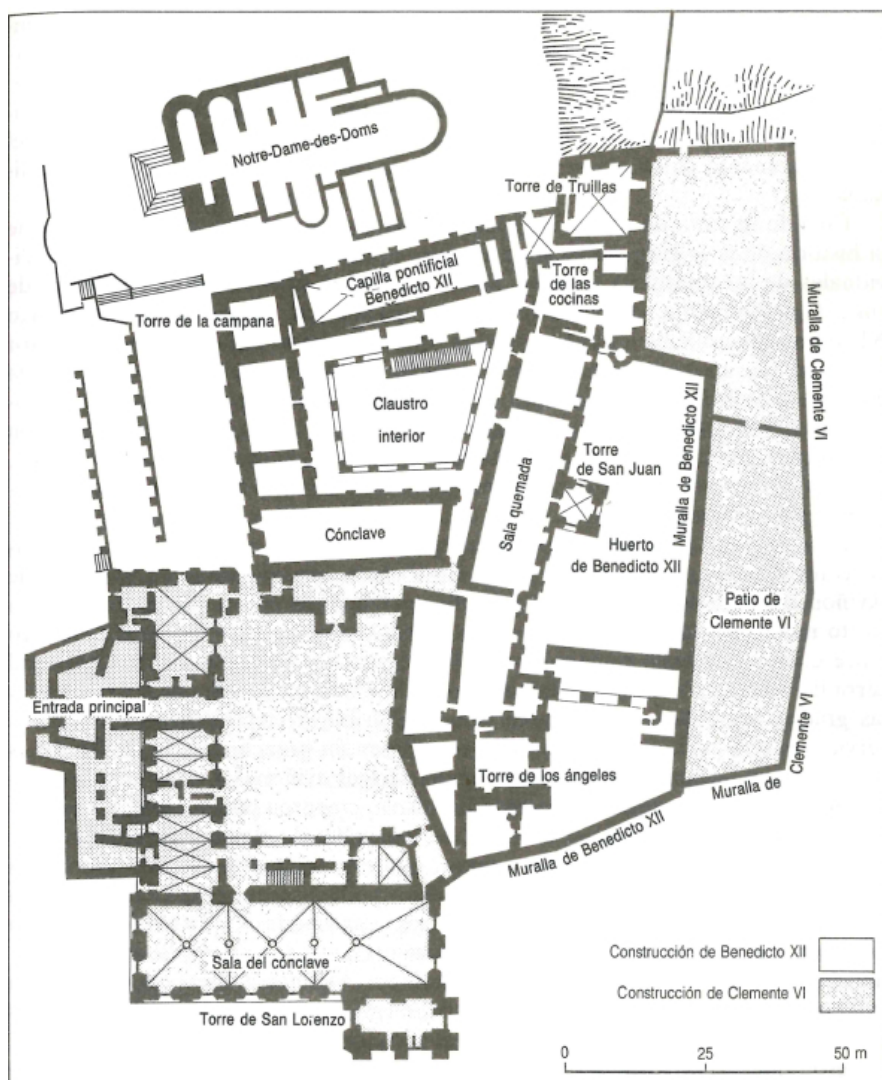 Notre-Dame-des-Doms
Torre de Truillas
Capilla pontificial
Benedicto XII
Torre
de las
cocinas
Torre de la campana
Muralla de Clemente VI
Claustro
interior
Muralla de Benedicto XII
Torre
de San Juan
Sala quemada
Cónclave
Huerto
de Benedicto XII
Patio de
Clemente VI
Entrada principal
Torre de los ángeles
Muralla de
Clemente VI
Muralla de Benedicto XII
Sala del cónclave
Construcción de Benedicto XII
Construcción de Clemente VI
Torre de San Lorenzo
0 25 50 m